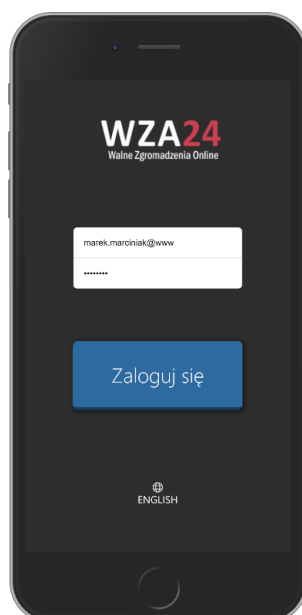 WZA24
Walne Zgromadzenia Online
marek.marciniak@www
••••••••
Zaloguj się
ENGLISH